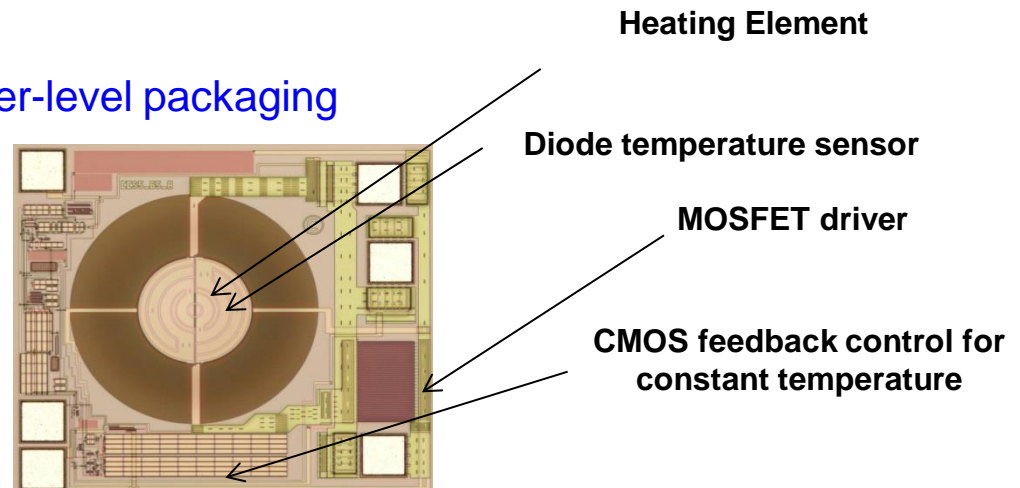 Heating Element
er-level packaging
Diode temperature sensor
MOSFET driver
CMOS feedback control for
constant temperature